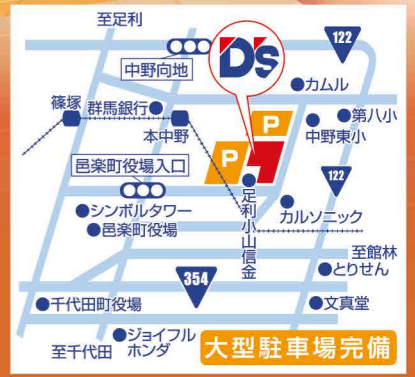 至足利
122
中野向地
D's
カムル
篠塚
群馬銀行
P
第八小
中野東小
本中野
P
邑楽町役場入口
122
足利小山信金
シンボルタワー
カルソニック
邑楽町役場
至館林
とりせん
354
千代田町役場
文真堂
ジョイフル
ホンダ
至千代田
大型駐車場完備